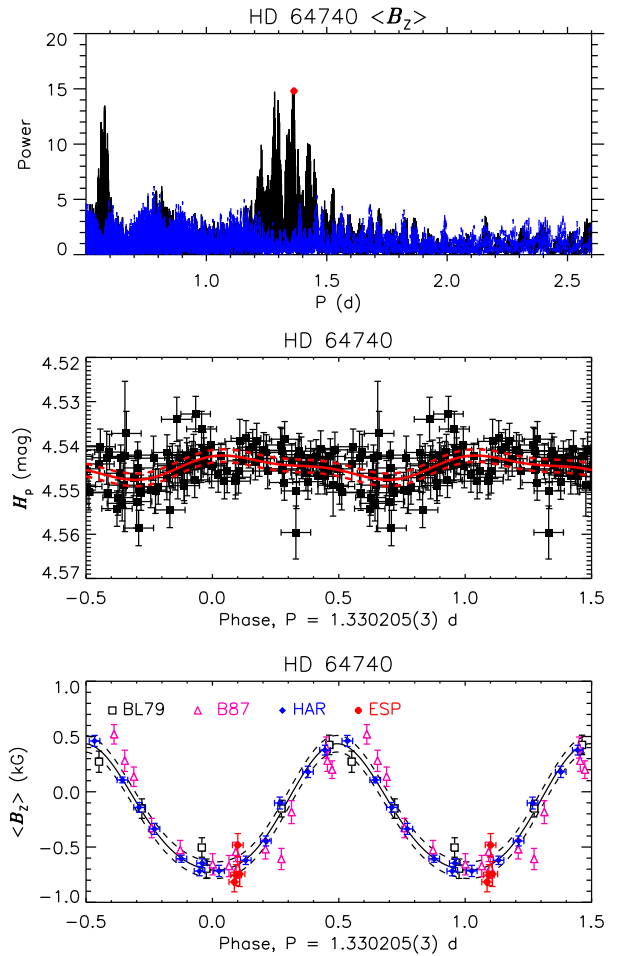 HD 64740 <B_Z>
20
15
10
5
0
Power
1.0 1.5 2.0 2.5
P (d)
HD 64740
4.52
4.53
4.54
4.55
4.56
4.57
H_p (mag)
−0.5 0.0 0.5 1.0 1.5
Phase, P = 1.330205(3) d
HD 64740
BL79 B87 HAR ESP
1.0
0.5
0.0
−0.5
−1.0
<B_Z> (kG)
−0.5 0.0 0.5 1.0 1.5
Phase, P = 1.330205(3) d